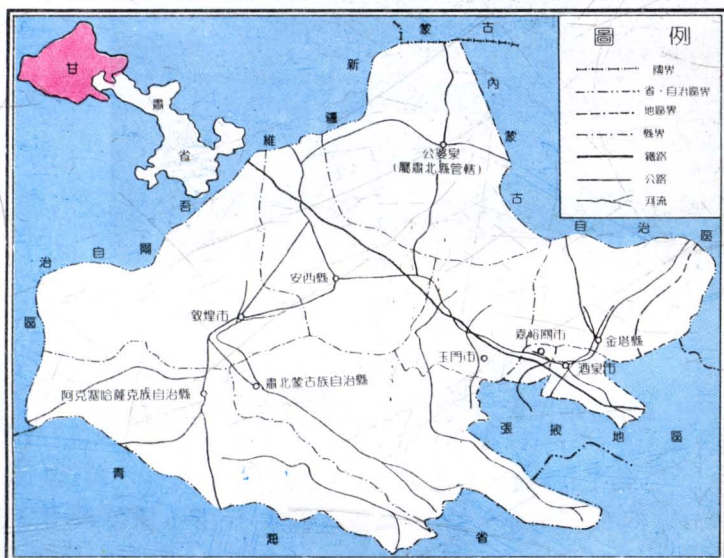 甘
肅
省
新疆維吾爾自治區
蒙古
內蒙古自治區
圖例
國界
省、自治區界
地區界
縣界
鐵路
公路
河流
公婆泉
(屬肅北縣管轄)
安西縣
敦煌市
玉門市
嘉裕關市
金塔縣
酒泉市
肅北蒙古族自治縣
阿克塞哈薩克族自治縣
張掖地區
青海省